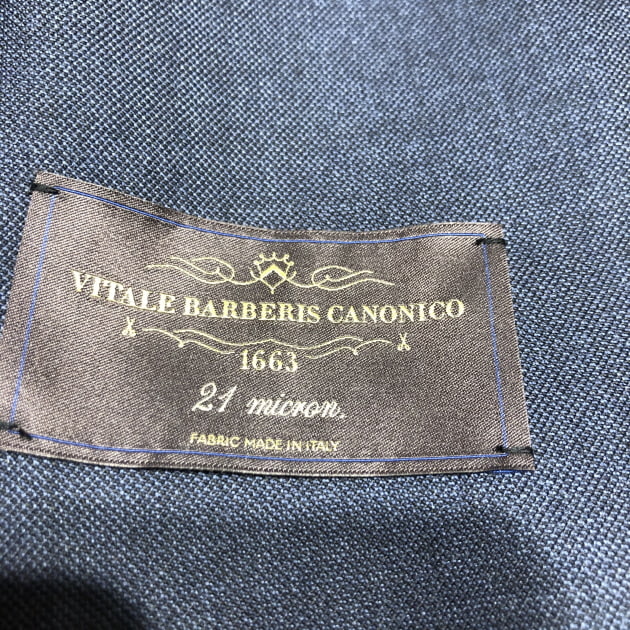 VITALE BARBERIS CANONICO
1663
21 micron.
FABRIC MADE IN ITALY